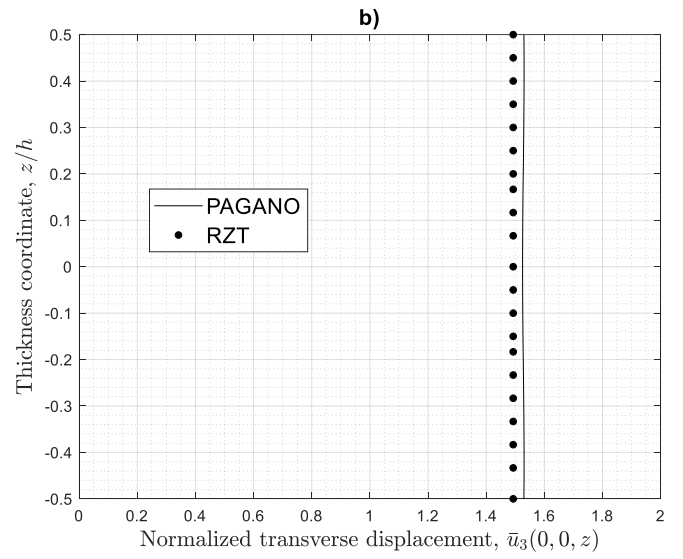 b)
0.5
0.4
0.3
0.2
0.1
0
-0.1
-0.2
-0.3
-0.4
-0.5
Thickness coordinate, z/h
PAGANO
RZT
0 0.2 0.4 0.6 0.8 1 1.2 1.4 1.6 1.8 2
Normalized transverse displacement, ū₃(0, 0, z)